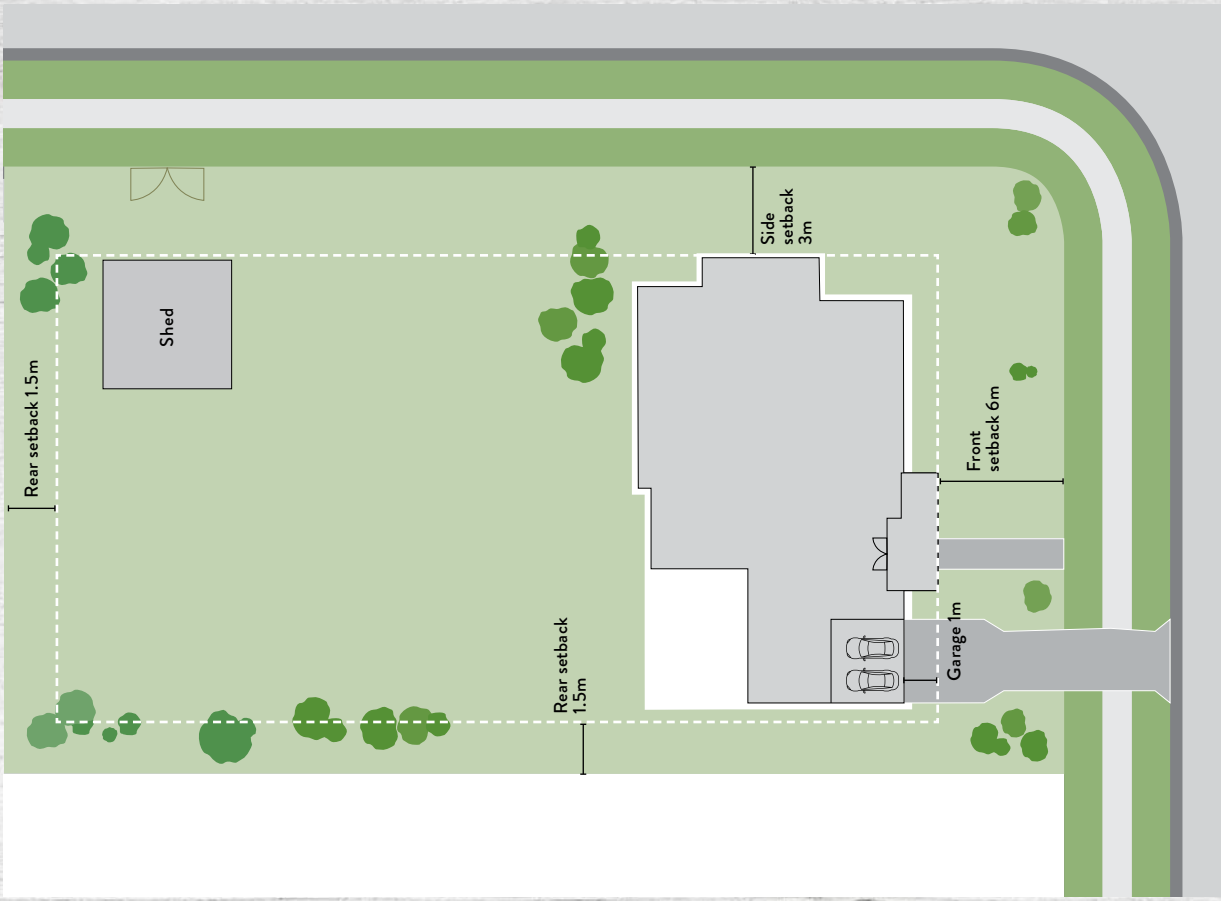 Side
setback
3m
Shed
Rear setback 1.5m
Front
setback 6m
Rear setback
1.5m
Garage 1m